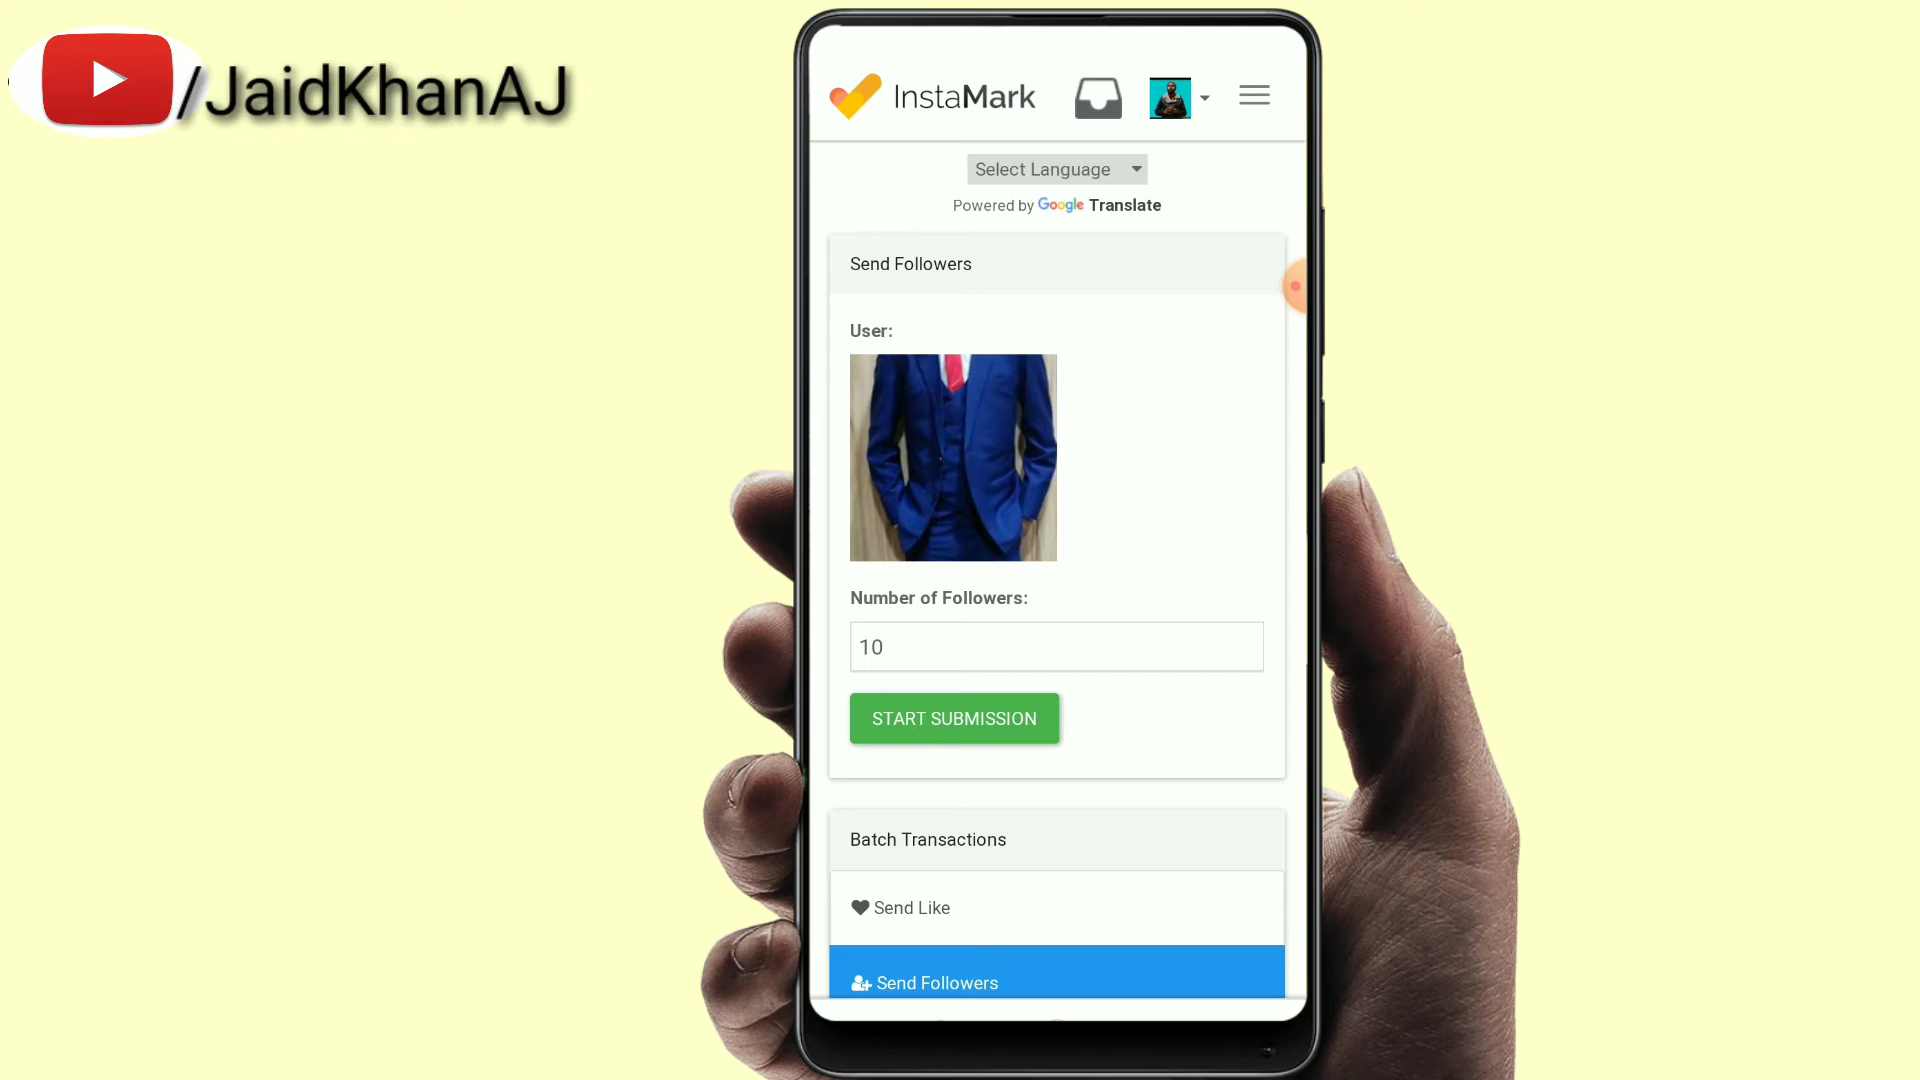 /JaidKhanAJ
InstaMark
Select Language
Powered by Google Translate
Send Followers
User:
Number of Followers:
10
START SUBMISSION
Batch Transactions
Send Like
Send Followers